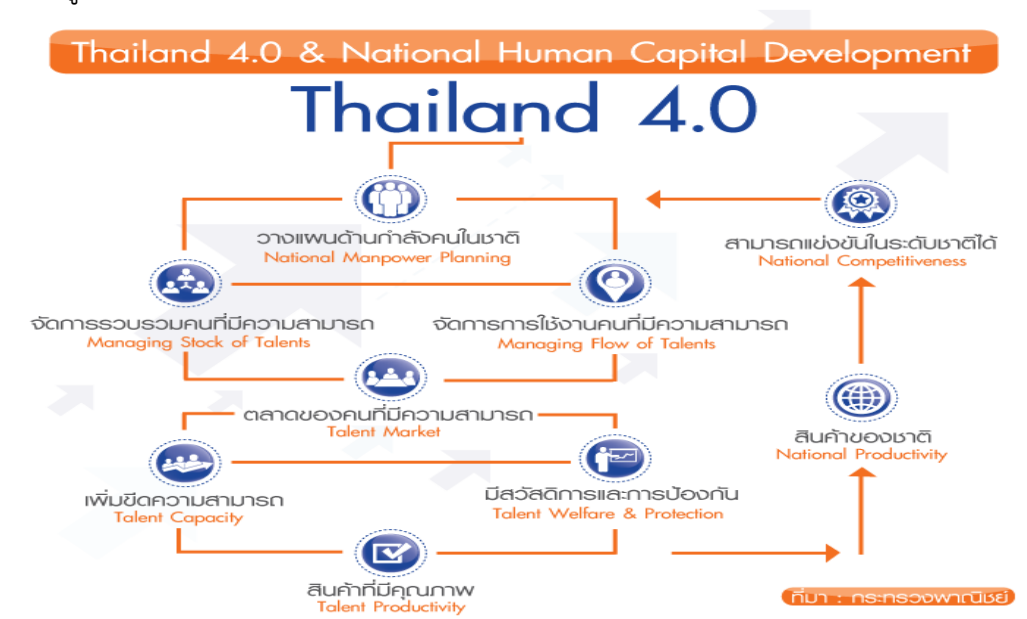 Thailand 4.0 & National Human Capital Development
Thailand 4.0
วางแผนด้านกำลังคนในชาติ
National Manpower Planning
สามารถแข่งขันในระดับชาติได้
National Competitiveness
จัดการรวบรวมคนที่มีความสามารถ
Managing Stock of Talents
จัดการการใช้งานคนที่มีความสามารถ
Managing Flow of Talents
ตลาดของคนที่มีความสามารถ
Talent Market
สินค้าของชาติ
National Productivity
เพิ่มขีดความสามารถ
Talent Capacity
มีสวัสดิการและการป้องกัน
Talent Welfare & Protection
สินค้าที่มีคุณภาพ
Talent Productivity
ที่มา : กระทรวงพาณิชย์